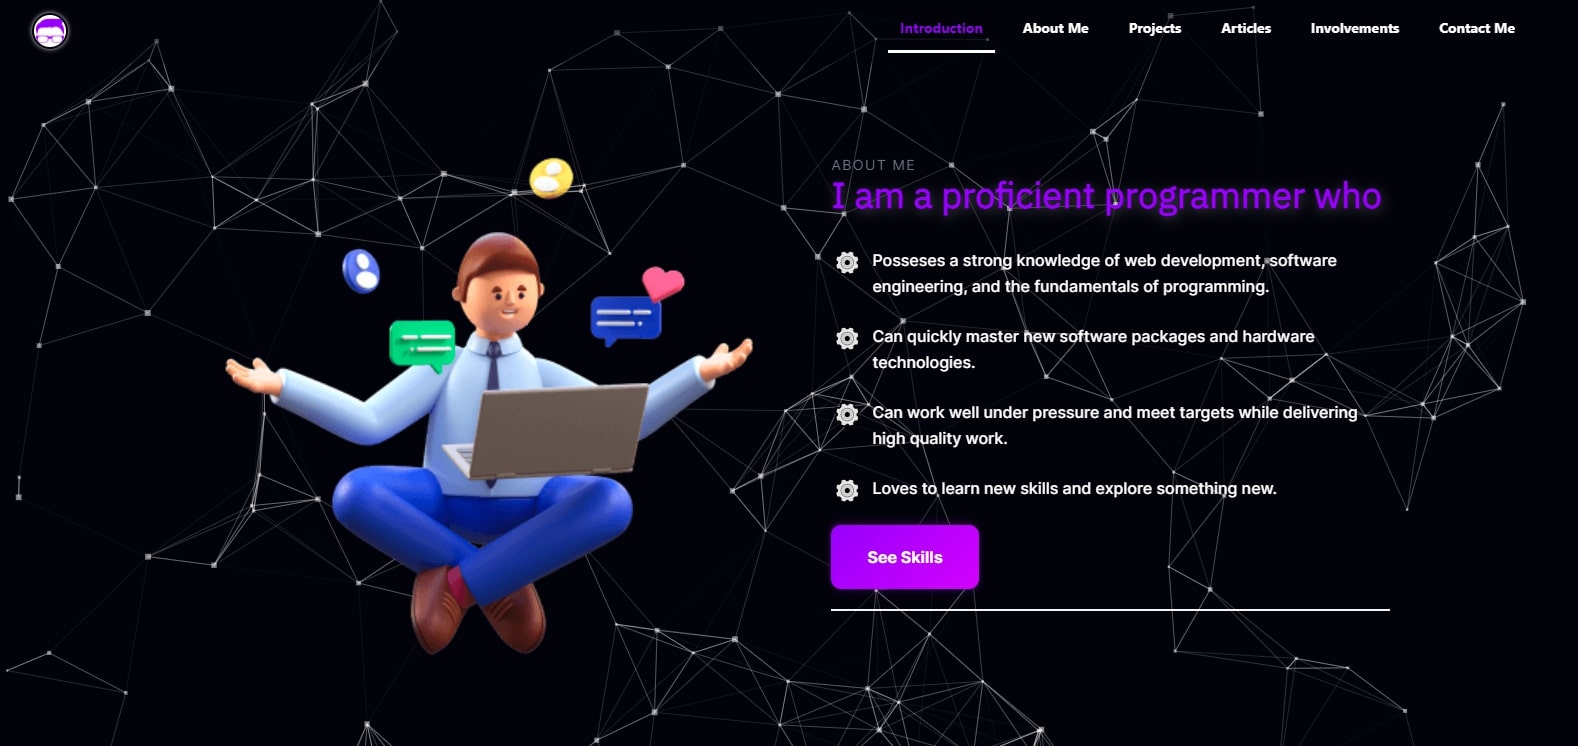 Introduction
About Me
Projects
Articles
Involvements
Contact Me
ABOUT ME
I am a proficient programmer who
Posseses a strong knowledge of web development, software
engineering, and the fundamentals of programming.
Can quickly master new software packages and hardware
technologies.
Can work well under pressure and meet targets while delivering
high quality work.
Loves to learn new skills and explore something new.
See Skills